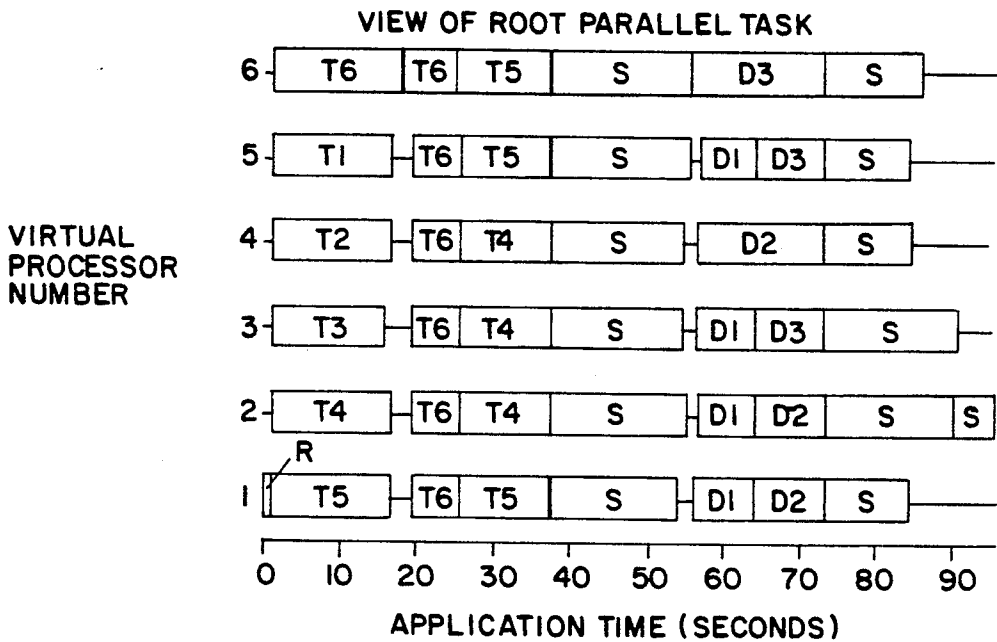 VIEW OF ROOT PARALLEL TASK
6 T6 T6 T5 S D3 S
5 T1 T6 T5 S D1 D3 S
VIRTUAL
PROCESSOR
NUMBER
4 T2 T6 T4 S D2 S
3 T3 T6 T4 S D1 D3 S
2 T4 T6 T4 S D1 D2 S S
R
1 T5 T6 T5 S D1 D2 S
0 10 20 30 40 50 60 70 80 90
APPLICATION TIME (SECONDS)